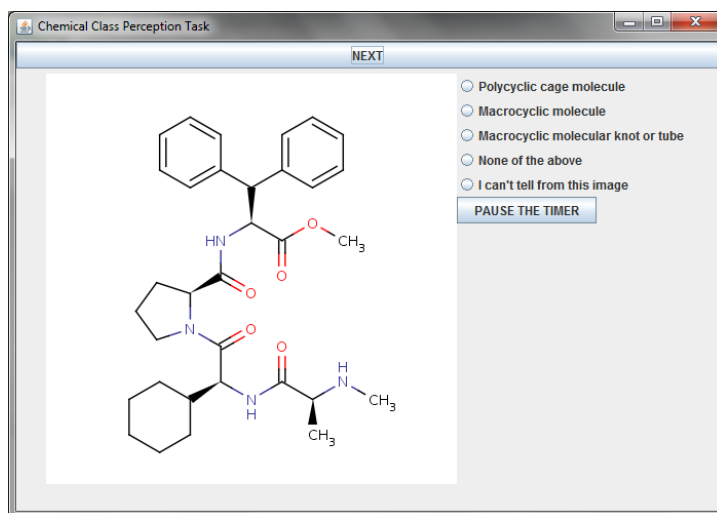 Chemical Class Perception Task
NEXT
Polycyclic cage molecule
Macrocyclic molecule
Macrocyclic molecular knot or tube
None of the above
I can't tell from this image
PAUSE THE TIMER
HN
O
CH3
O
O
N
O
O
H
N
N
H
CH3
CH3